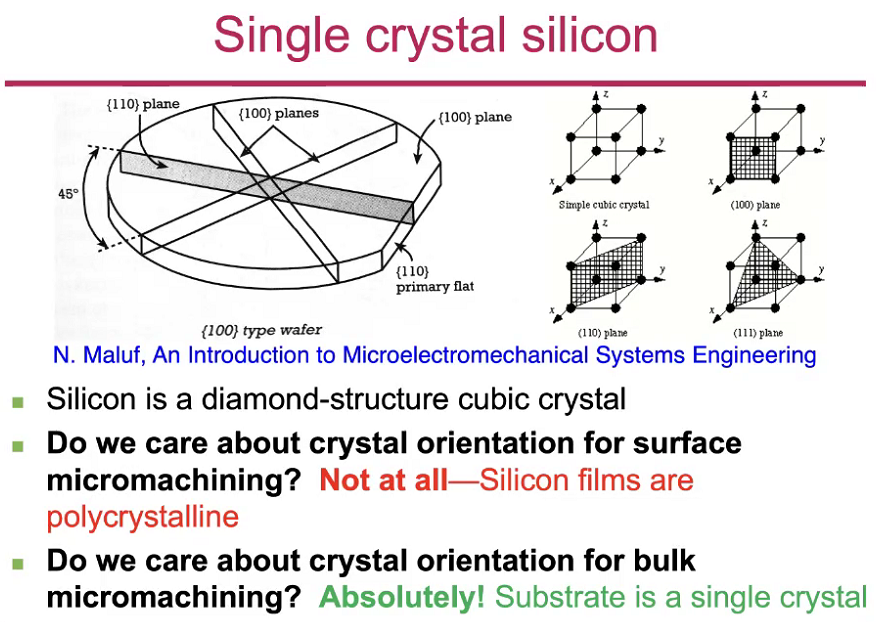 Single crystal silicon
{110} plane
{100} planes
{100} plane
45°
{110}
primary flat
{100} type wafer
z
y
x
Simple cubic crystal
z
y
x
(100) plane
z
y
x
(110) plane
z
y
x
(111) plane
N. Maluf, An Introduction to Microelectromechanical Systems Engineering
Silicon is a diamond-structure cubic crystal
Do we care about crystal orientation for surface
micromachining? Not at all—Silicon films are
polycrystalline
Do we care about crystal orientation for bulk
micromachining? Absolutely! Substrate is a single crystal